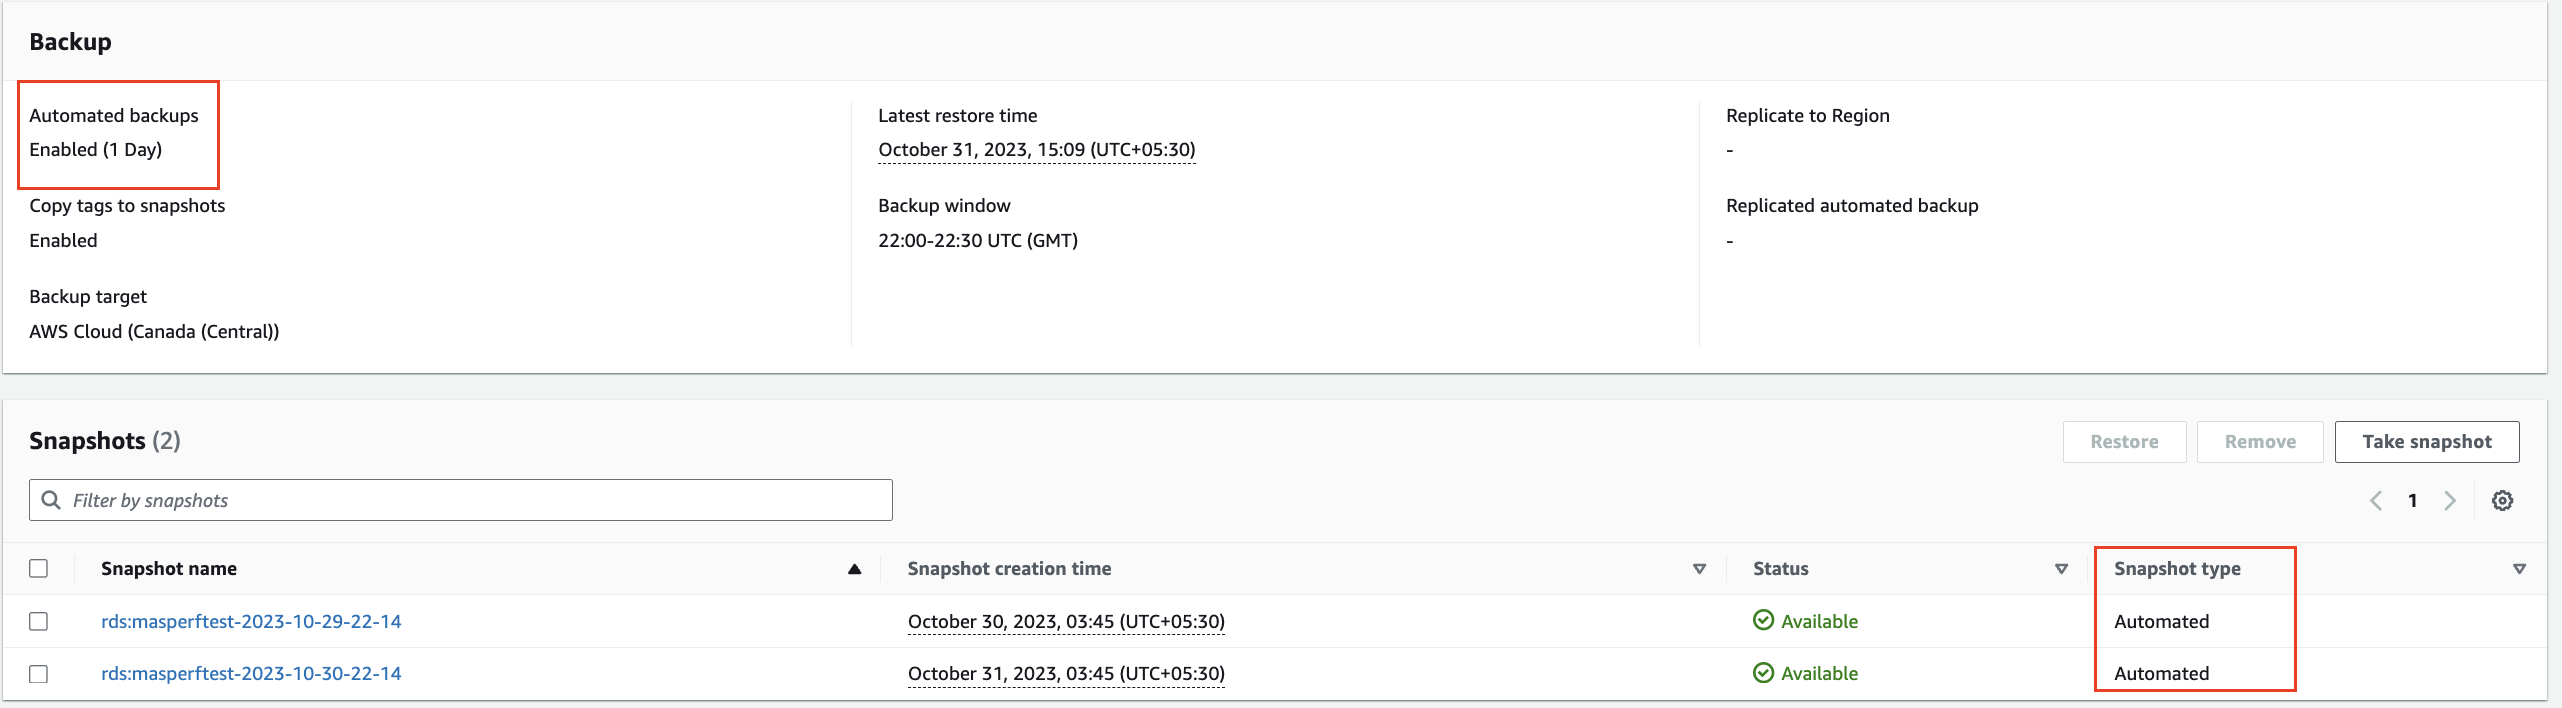 Backup
Automated backups
Enabled (1 Day)
Copy tags to snapshots
Enabled
Backup target
AWS Cloud (Canada (Central))
Latest restore time
October 31, 2023, 15:09 (UTC+05:30)
Backup window
22:00-22:30 UTC (GMT)
Replicate to Region
-
Replicated automated backup
-
Snapshots (2)
Restore
Remove
Take snapshot
Filter by snapshots
1
Snapshot name
Snapshot creation time
Status
Snapshot type
rds:masperftest-2023-10-29-22-14
October 30, 2023, 03:45 (UTC+05:30)
Available
Automated
rds:masperftest-2023-10-30-22-14
October 31, 2023, 03:45 (UTC+05:30)
Available
Automated